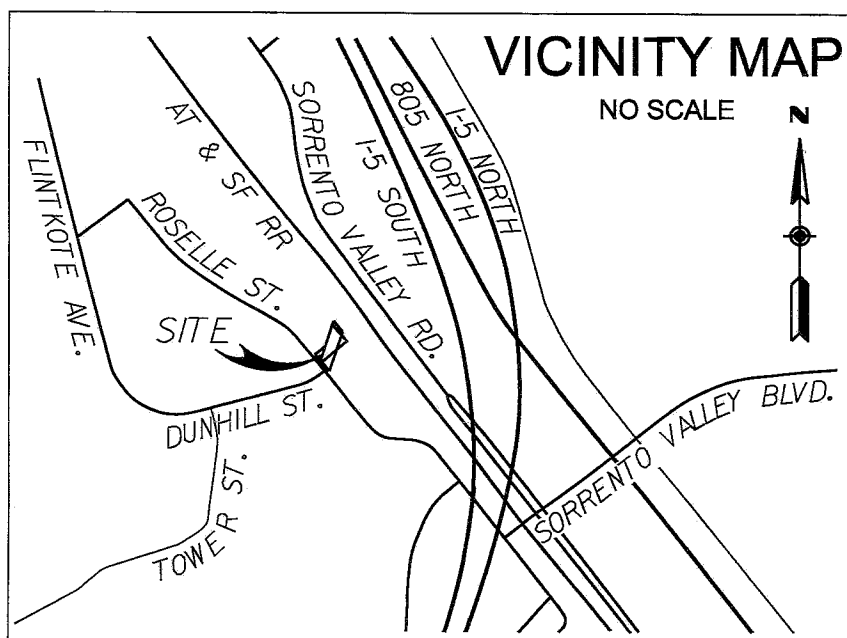 VICINITY MAP
NO SCALE
N
FLINTKOTE AVE.
AT & SF RR
ROSELLE ST.
SORRENTO VALLEY RD.
I-5 SOUTH
805 NORTH
I-5 NORTH
SITE
DUNHILL ST.
TOWER ST.
SORRENTO VALLEY BLVD.